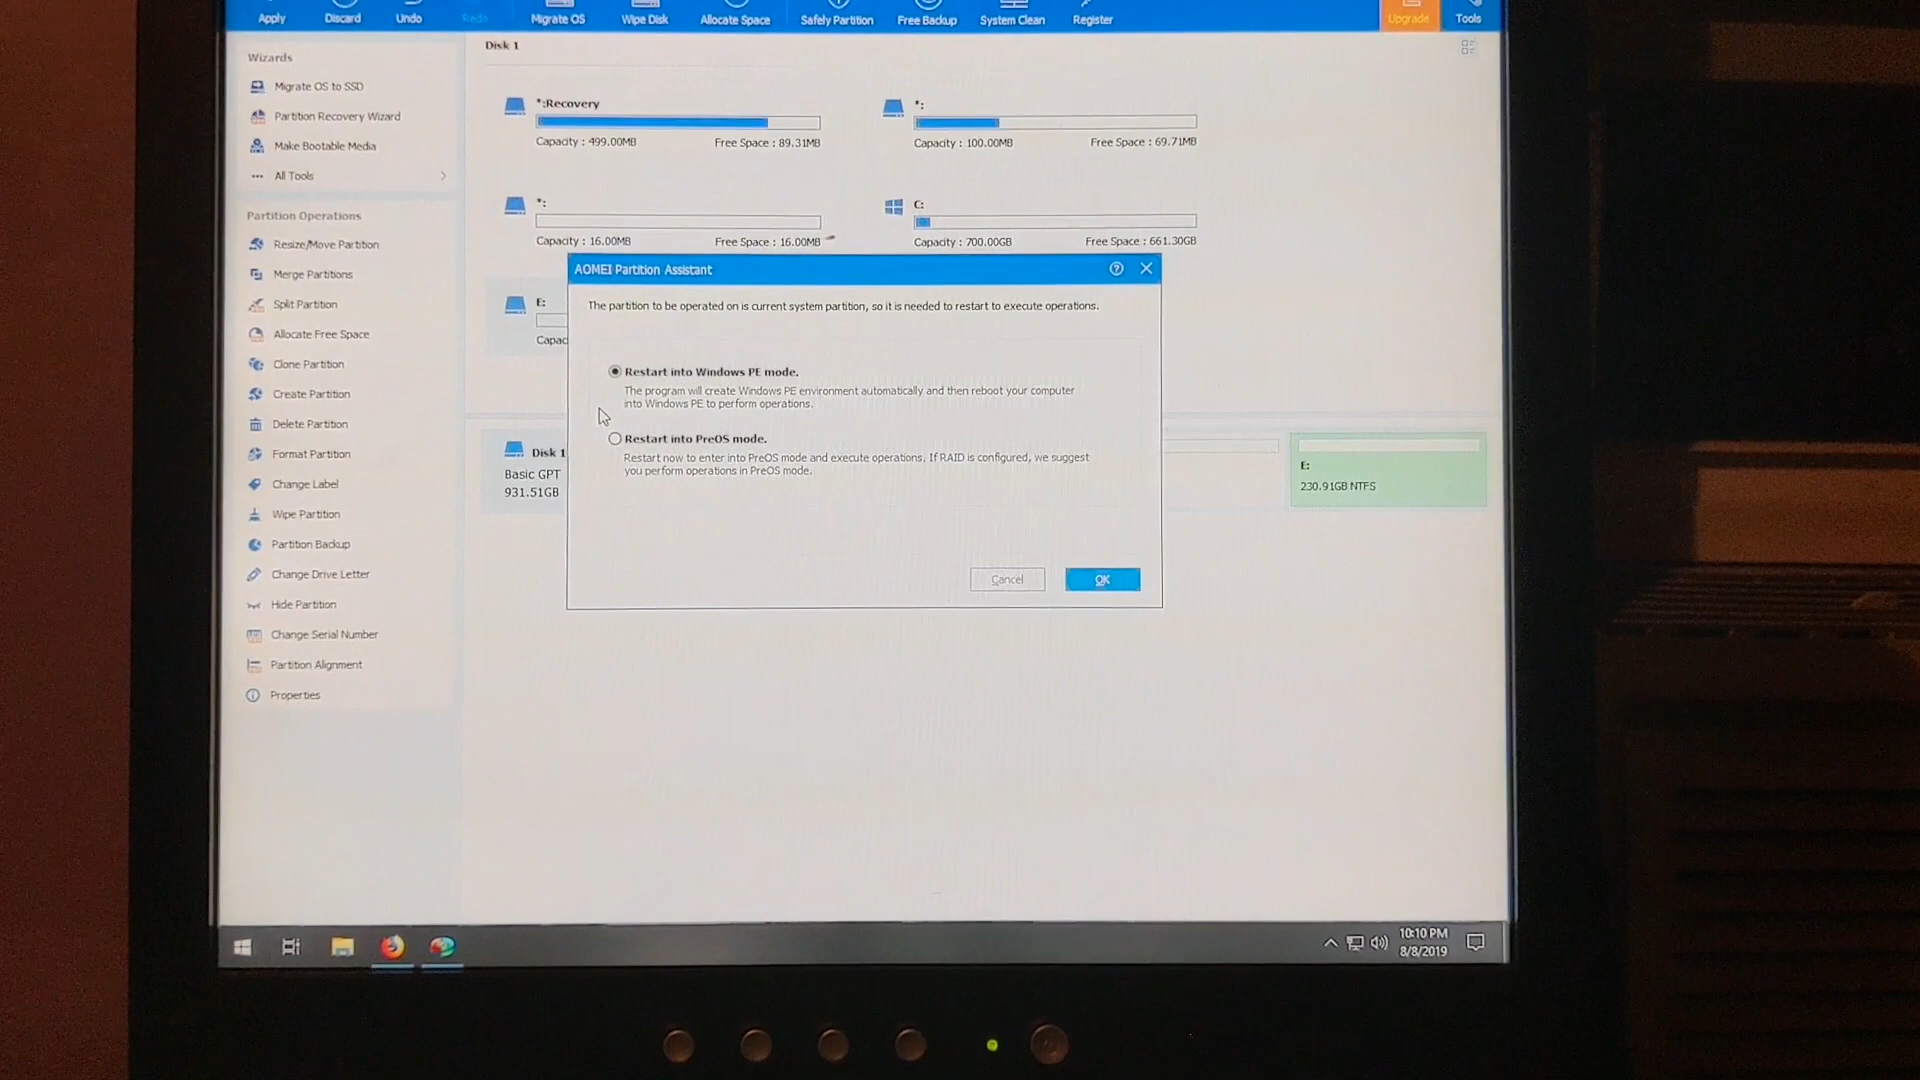 Apply Discard Undo Redo Migrate OS Wipe Disk Allocate Space Safely Partition Free Backup System Clean Register Upgrade Tools
Wizards
Migrate OS to SSD
Partition Recovery Wizard
Make Bootable Media
All Tools
Partition Operations
Resize/Move Partition
Merge Partitions
Split Partition
Allocate Free Space
Clone Partition
Create Partition
Delete Partition
Format Partition
Change Label
Wipe Partition
Partition Backup
Change Drive Letter
Hide Partition
Change Serial Number
Partition Alignment
Properties
Disk 1
*:Recovery
Capacity : 499.00MB Free Space : 89.31MB
*:
Capacity : 100.00MB Free Space : 69.71MB
*:
Capacity : 16.00MB Free Space : 16.00MB
C:
Capacity : 700.00GB Free Space : 661.30GB
E:
Capac
AOMEI Partition Assistant
The partition to be operated on is current system partition, so it is needed to restart to execute operations.
Restart into Windows PE mode.
The program will create Windows PE environment automatically and then reboot your computer
into Windows PE to perform operations.
Restart into PreOS mode.
Restart now to enter into PreOS mode and execute operations. If RAID is configured, we suggest
you perform operations in PreOS mode.
Cancel OK
Disk 1
Basic GPT
931.51GB
E:
230.91GB NTFS
10:10 PM
8/8/2019